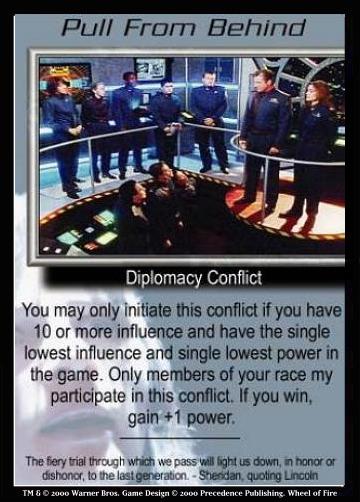 Pull From Behind
Diplomacy Conflict
You may only initiate this conflict if you have
10 or more influence and have the single
lowest influence and single lowest power in
the game. Only members of your race my
participate in this conflict. If you win,
gain +1 power.
The fiery trial through which we pass will light us down, in honor or
dishonor, to the last generation. - Sheridan, quoting Lincoln
TM & © 2000 Warner Bros. Game Design © 2000 Precedence Publishing. Wheel of Fire